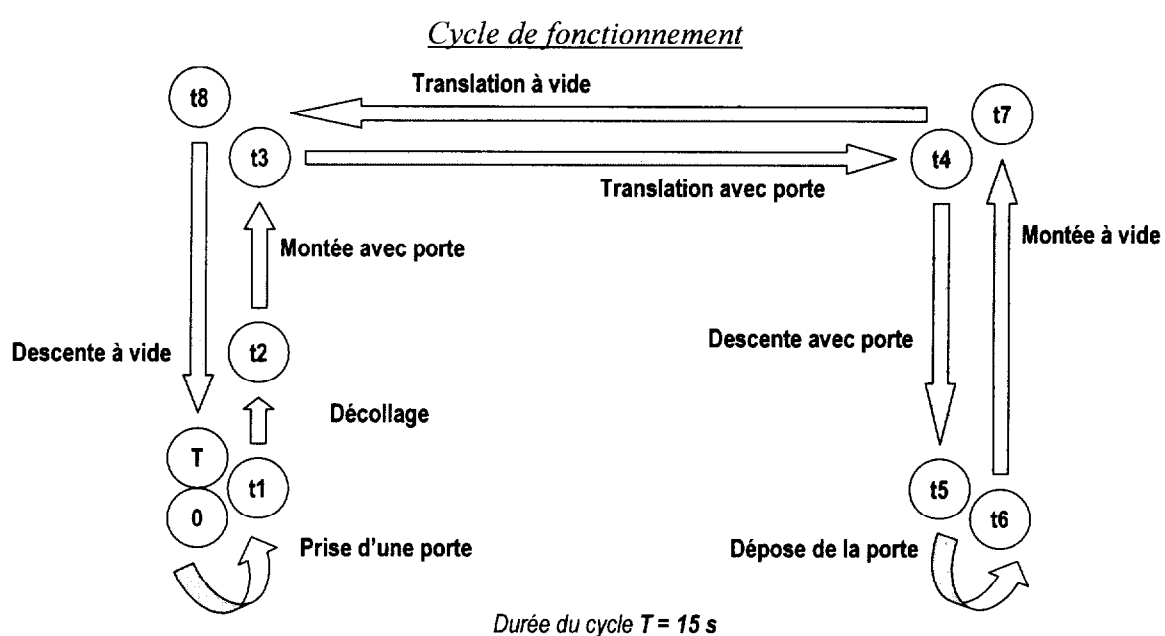 Cycle de fonctionnement
Translation à vide
t8
t7
t3
t4
Translation avec porte
Montée avec porte
Montée à vide
Descente à vide
t2
Descente avec porte
Décollage
T
t1
t5
0
t6
Prise d'une porte
Dépose de la porte
Durée du cycle T = 15 s